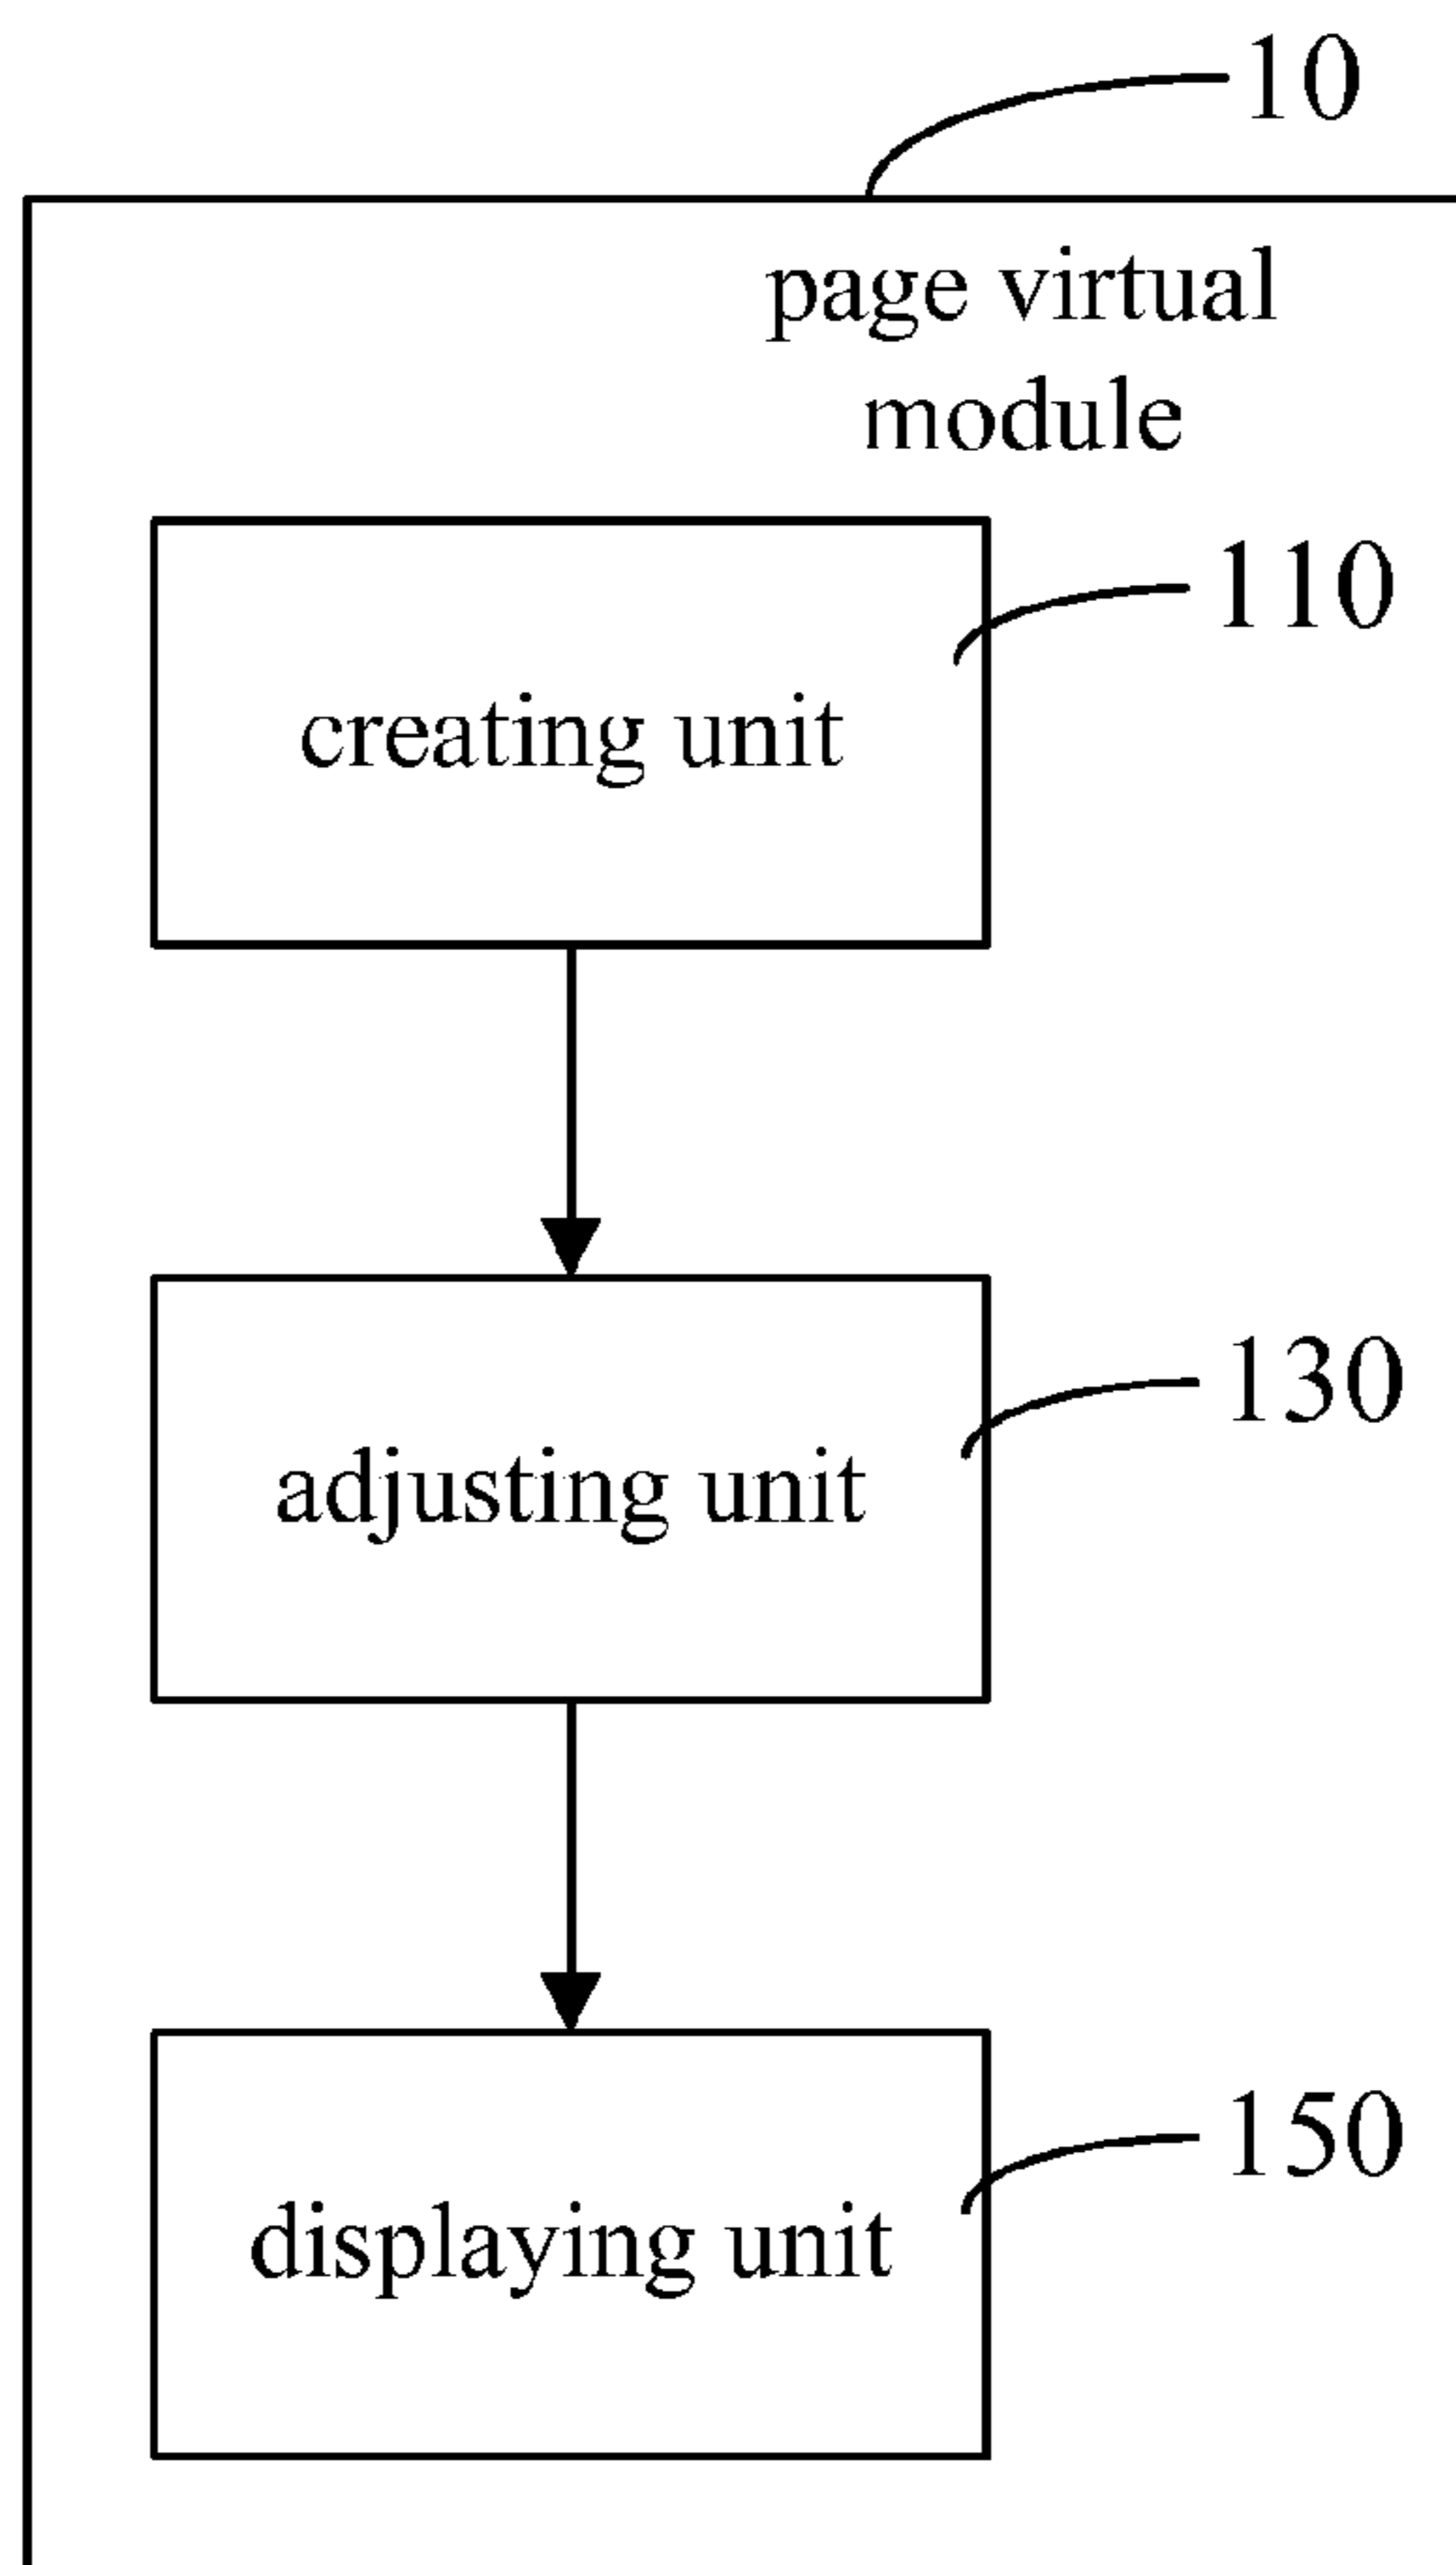 10
page virtual
module
110
creating unit
130
adjusting unit
150
displaying unit